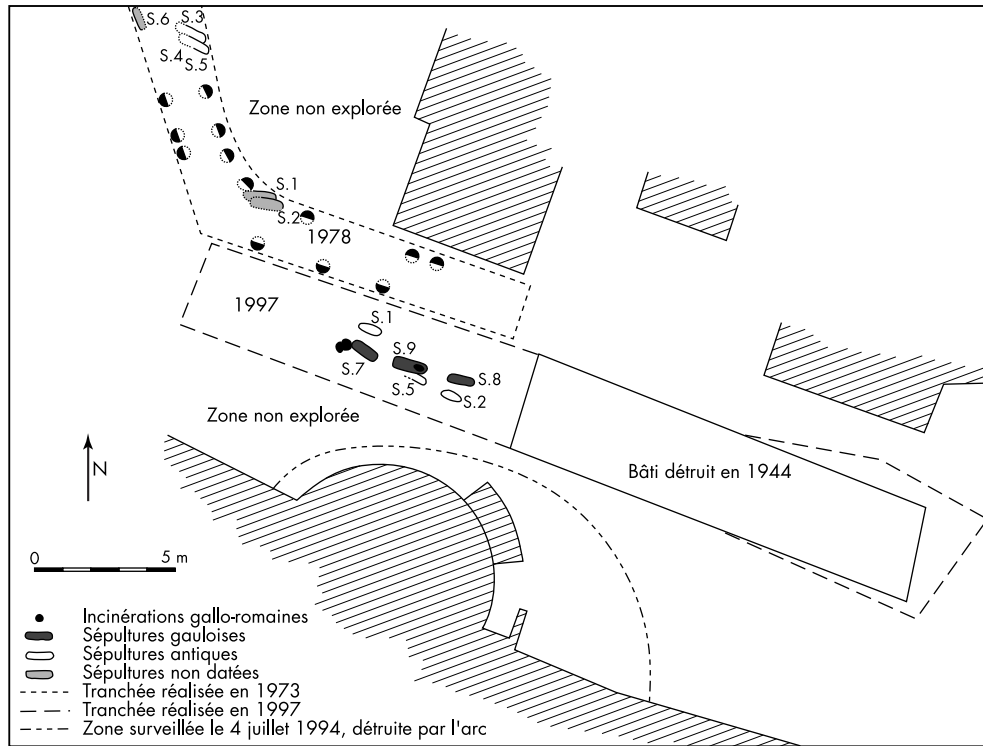 S.6
S.3
S.4
S.5
Zone non explorée
S.1
S.2
1978
1997
S.1
S.7
S.9
S.5
S.8
S.2
Zone non explorée
N
Bâti détruit en 1944
0 5 m
Incinérations gallo-romaines
Sépultures gauloises
Sépultures antiques
Sépultures non datées
Tranchée réalisée en 1973
Tranchée réalisée en 1997
Zone surveillée le 4 juillet 1994, détruite par l'arc